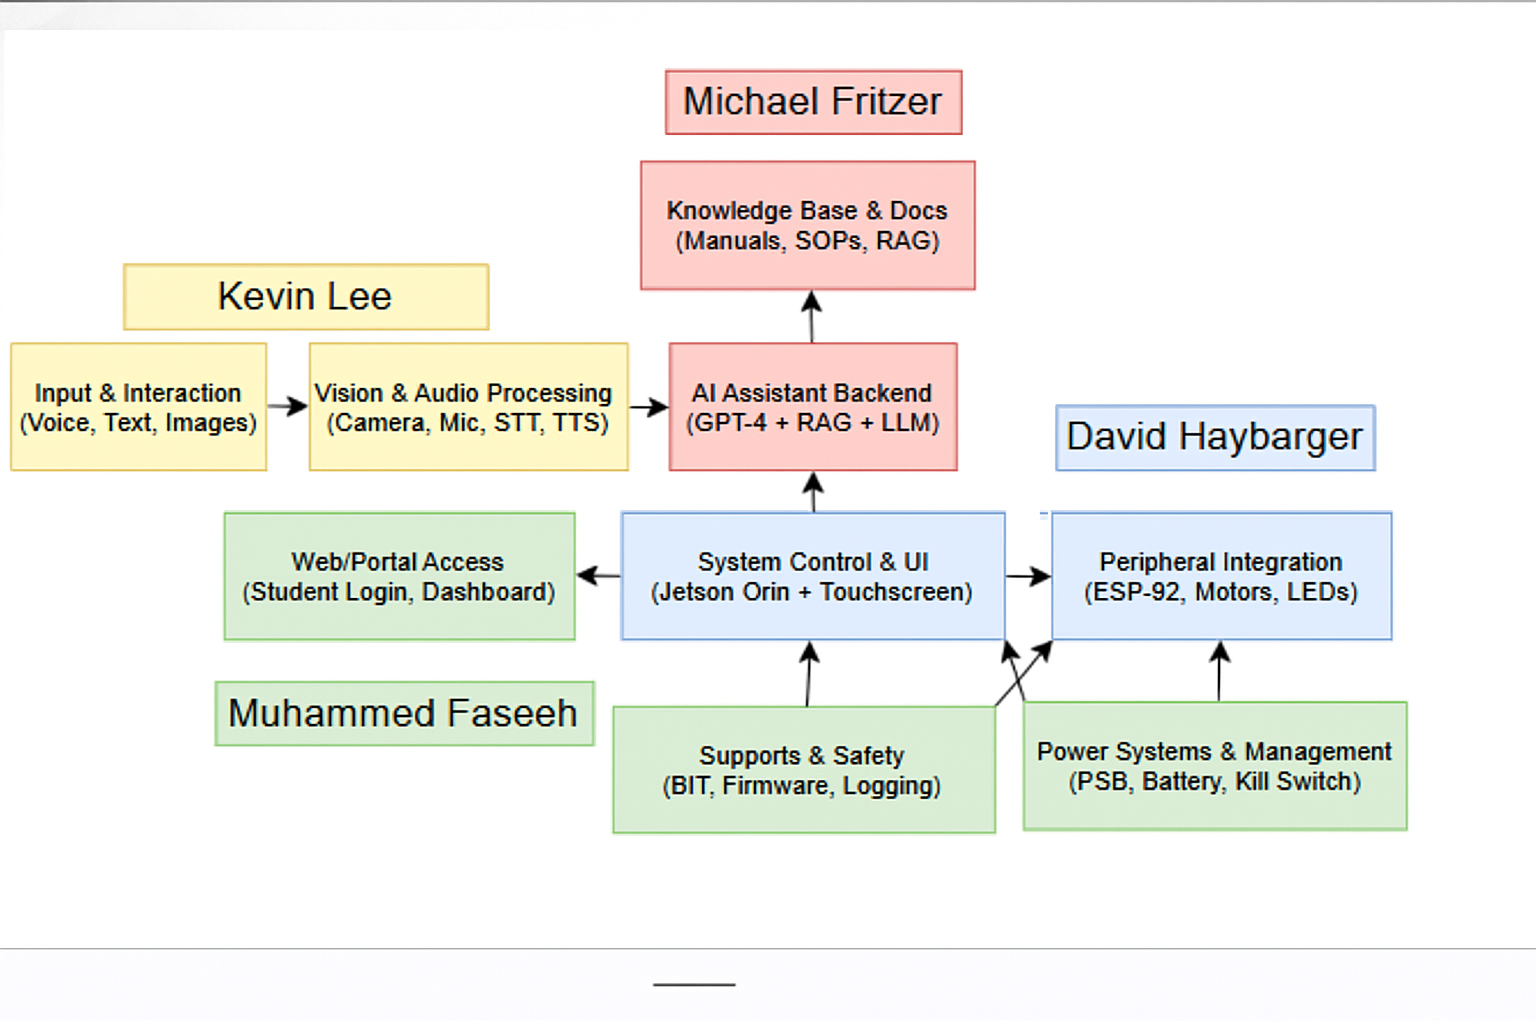 Michael Fritzer
Knowledge Base & Docs
(Manuals, SOPs, RAG)
Kevin Lee
Input & Interaction
(Voice, Text, Images)
Vision & Audio Processing
(Camera, Mic, STT, TTS)
AI Assistant Backend
(GPT-4 + RAG + LLM)
David Haybarger
Web/Portal Access
(Student Login, Dashboard)
System Control & UI
(Jetson Orin + Touchscreen)
Peripheral Integration
(ESP-92, Motors, LEDs)
Muhammed Faseeh
Supports & Safety
(BIT, Firmware, Logging)
Power Systems & Management
(PSB, Battery, Kill Switch)